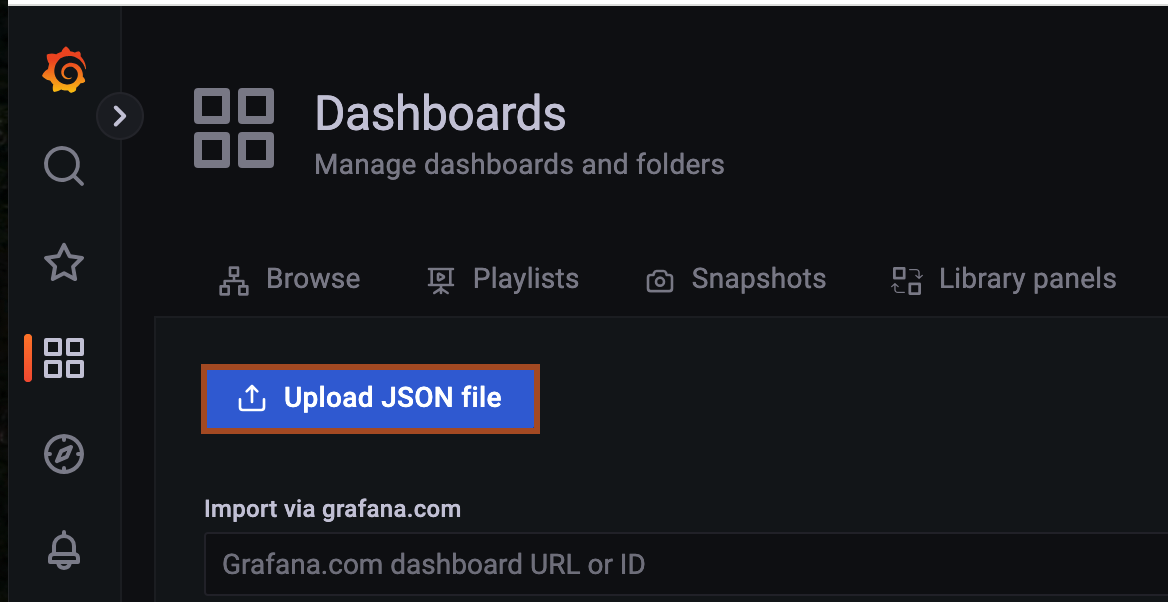 Dashboards
Manage dashboards and folders
Browse Playlists Snapshots Library panels
Upload JSON file
Import via grafana.com
Grafana.com dashboard URL or ID